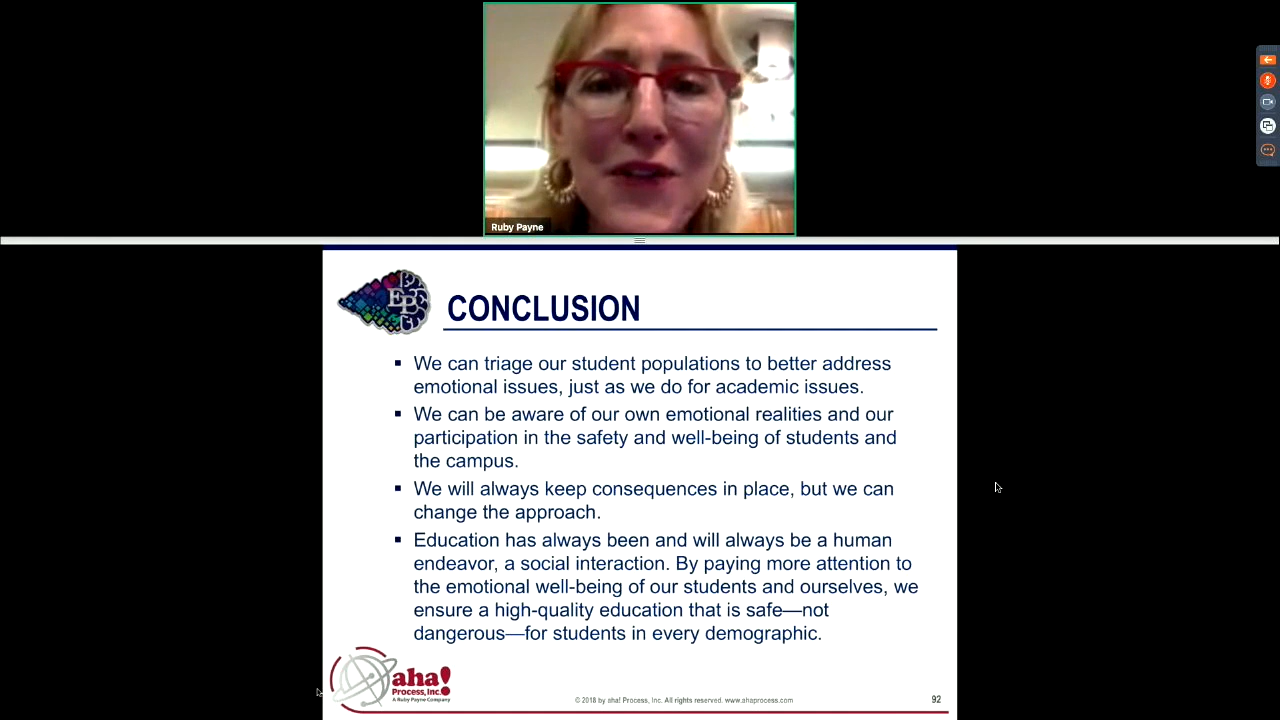 Ruby Payne
EP
CONCLUSION
▪ We can triage our student populations to better address
emotional issues, just as we do for academic issues.
▪ We can be aware of our own emotional realities and our
participation in the safety and well-being of students and
the campus.
▪ We will always keep consequences in place, but we can
change the approach.
▪ Education has always been and will always be a human
endeavor, a social interaction. By paying more attention to
the emotional well-being of our students and ourselves, we
ensure a high-quality education that is safe—not
dangerous—for students in every demographic.
aha!
Process, Inc.
A Ruby Payne Company
© 2018 by aha! Process, Inc. All rights reserved. www.ahaprocess.com
92